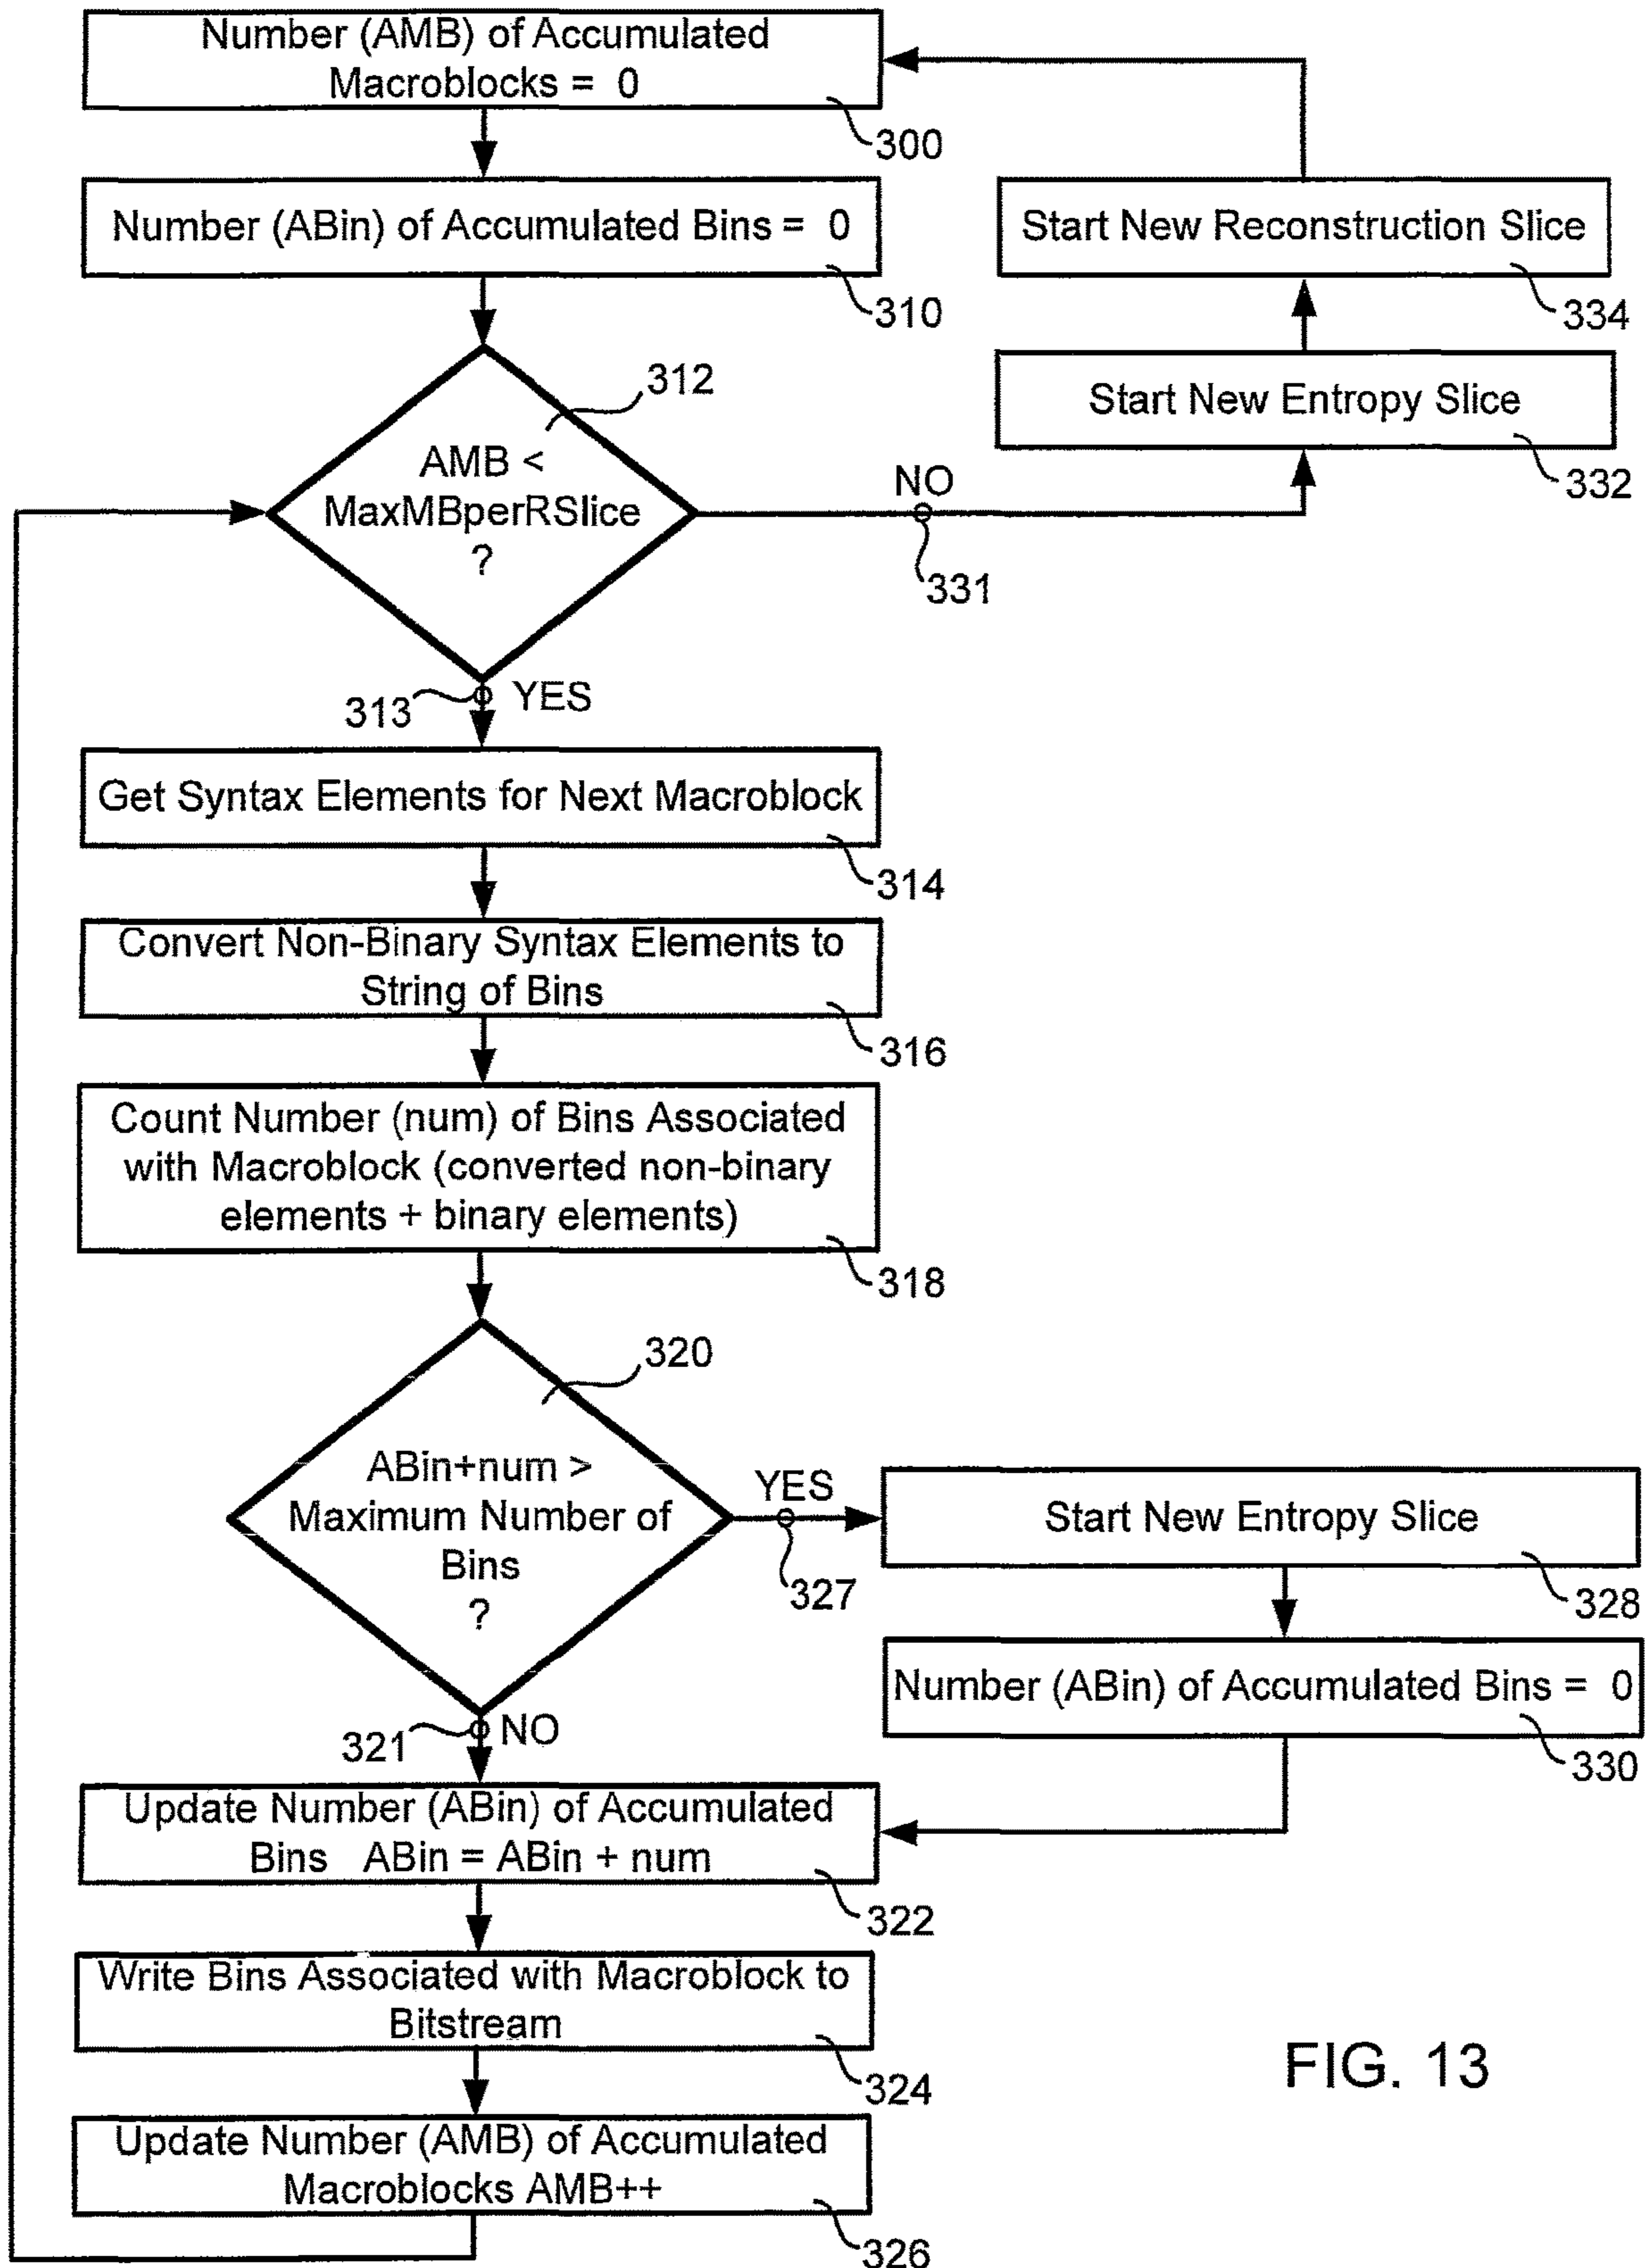 Number (AMB) of Accumulated
Macroblocks = 0
300
Number (ABin) of Accumulated Bins = 0
310
Start New Reconstruction Slice
334
Start New Entropy Slice
332
312
AMB <
MaxMBperRSlice
?
NO
331
313
YES
Get Syntax Elements for Next Macroblock
314
Convert Non-Binary Syntax Elements to
String of Bins
316
Count Number (num) of Bins Associated
with Macroblock (converted non-binary
elements + binary elements)
318
320
ABin+num >
Maximum Number of
Bins
?
YES
327
Start New Entropy Slice
328
Number (ABin) of Accumulated Bins = 0
330
321
NO
Update Number (ABin) of Accumulated
Bins ABin = ABin + num
322
Write Bins Associated with Macroblock to
Bitstream
324
Update Number (AMB) of Accumulated
Macroblocks AMB++
326
FIG. 13